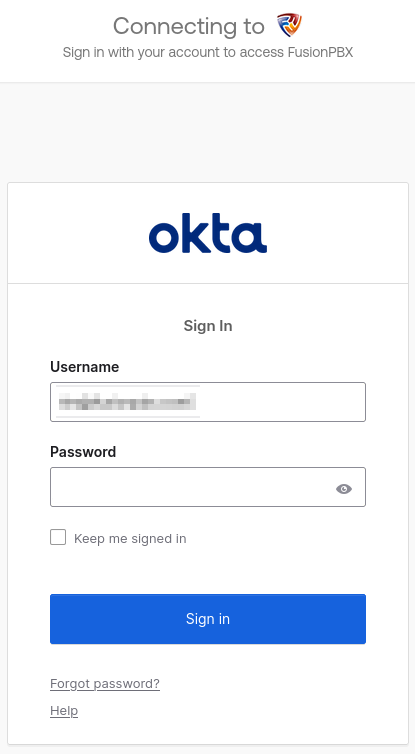 Connecting to
Sign in with your account to access FusionPBX
okta
Sign In
Username
Password
Keep me signed in
Sign in
Forgot password?
Help